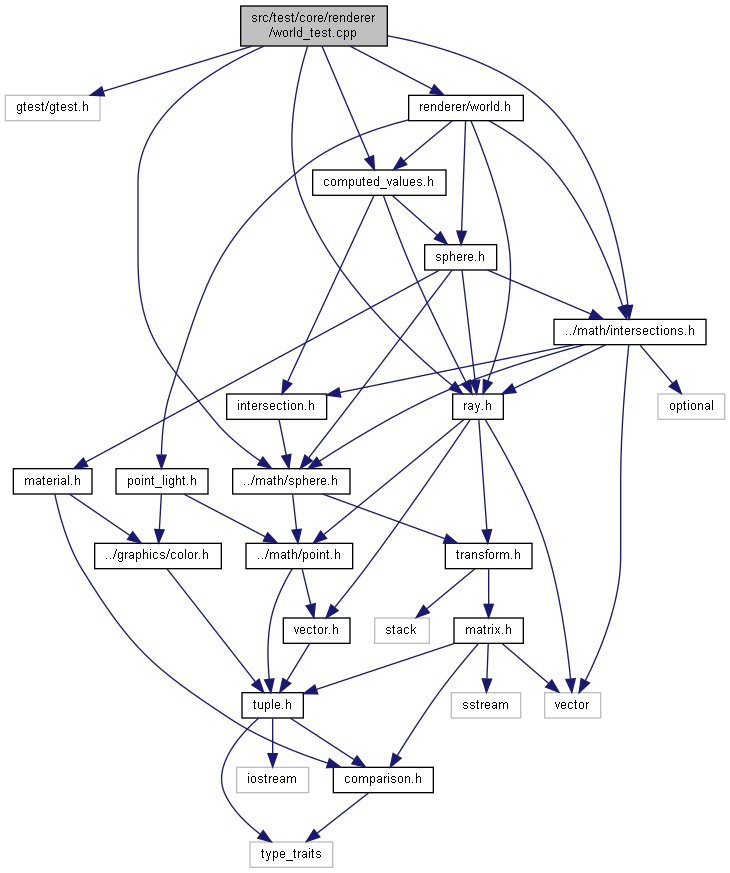 src/test/core/renderer
/world_test.cpp
gtest/gtest.h
renderer/world.h
computed_values.h
sphere.h
../math/intersections.h
intersection.h
ray.h
optional
material.h
point_light.h
../math/sphere.h
../graphics/color.h
../math/point.h
transform.h
vector.h
stack
matrix.h
tuple.h
sstream
vector
iostream
comparison.h
type_traits